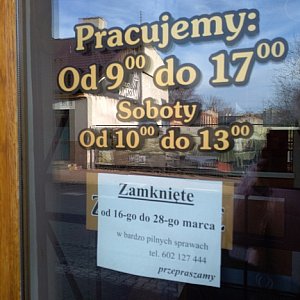 Pracujemy:
Od 9⁰⁰ do 17⁰⁰
Soboty
Od 10⁰⁰ do 13⁰⁰
Zamknięte
od 16-go do 28-go marca
w bardzo pilnych sprawach
tel. 602 127 444
przepraszamy